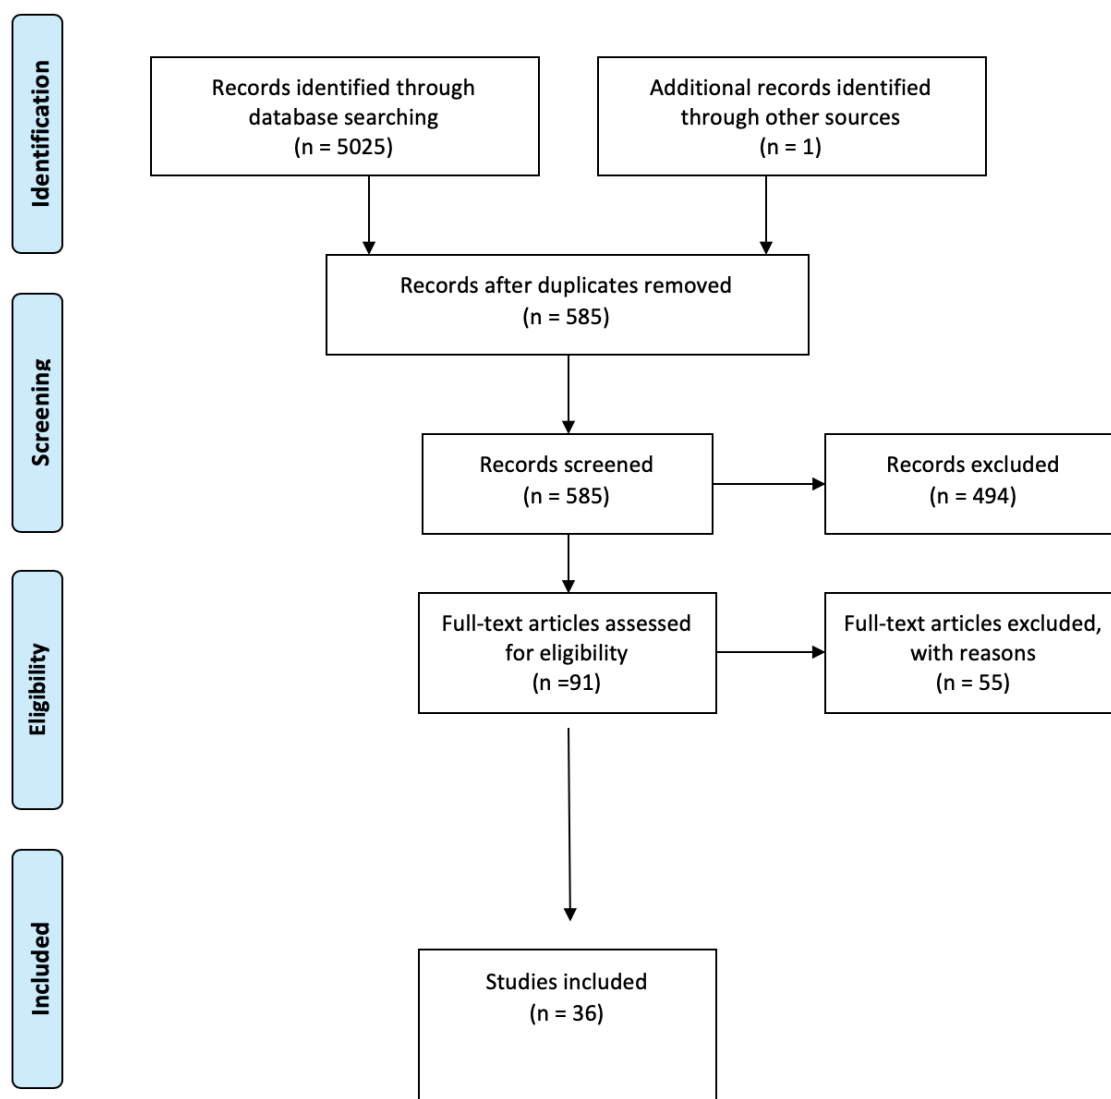 Identification
Records identified through
database searching
(n = 5025)
Additional records identified
through other sources
(n = 1)
Records after duplicates removed
(n = 585)
Screening
Records screened
(n = 585)
Records excluded
(n = 494)
Eligibility
Full-text articles assessed
for eligibility
(n =91)
Full-text articles excluded,
with reasons
(n = 55)
Included
Studies included
(n = 36)